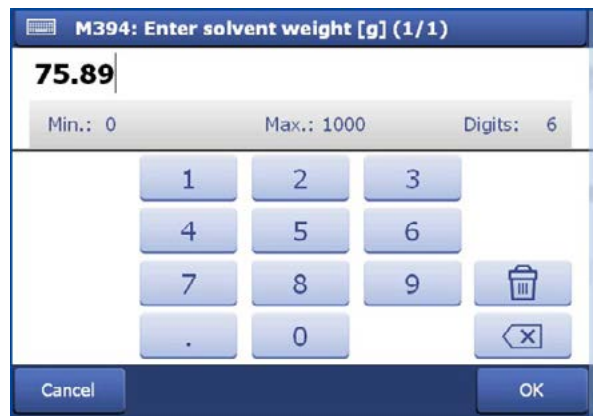 M394: Enter solvent weight [g] (1/1)
75.89
Min.: 0 Max.: 1000 Digits: 6
1 2 3
4 5 6
7 8 9
. 0
Cancel OK